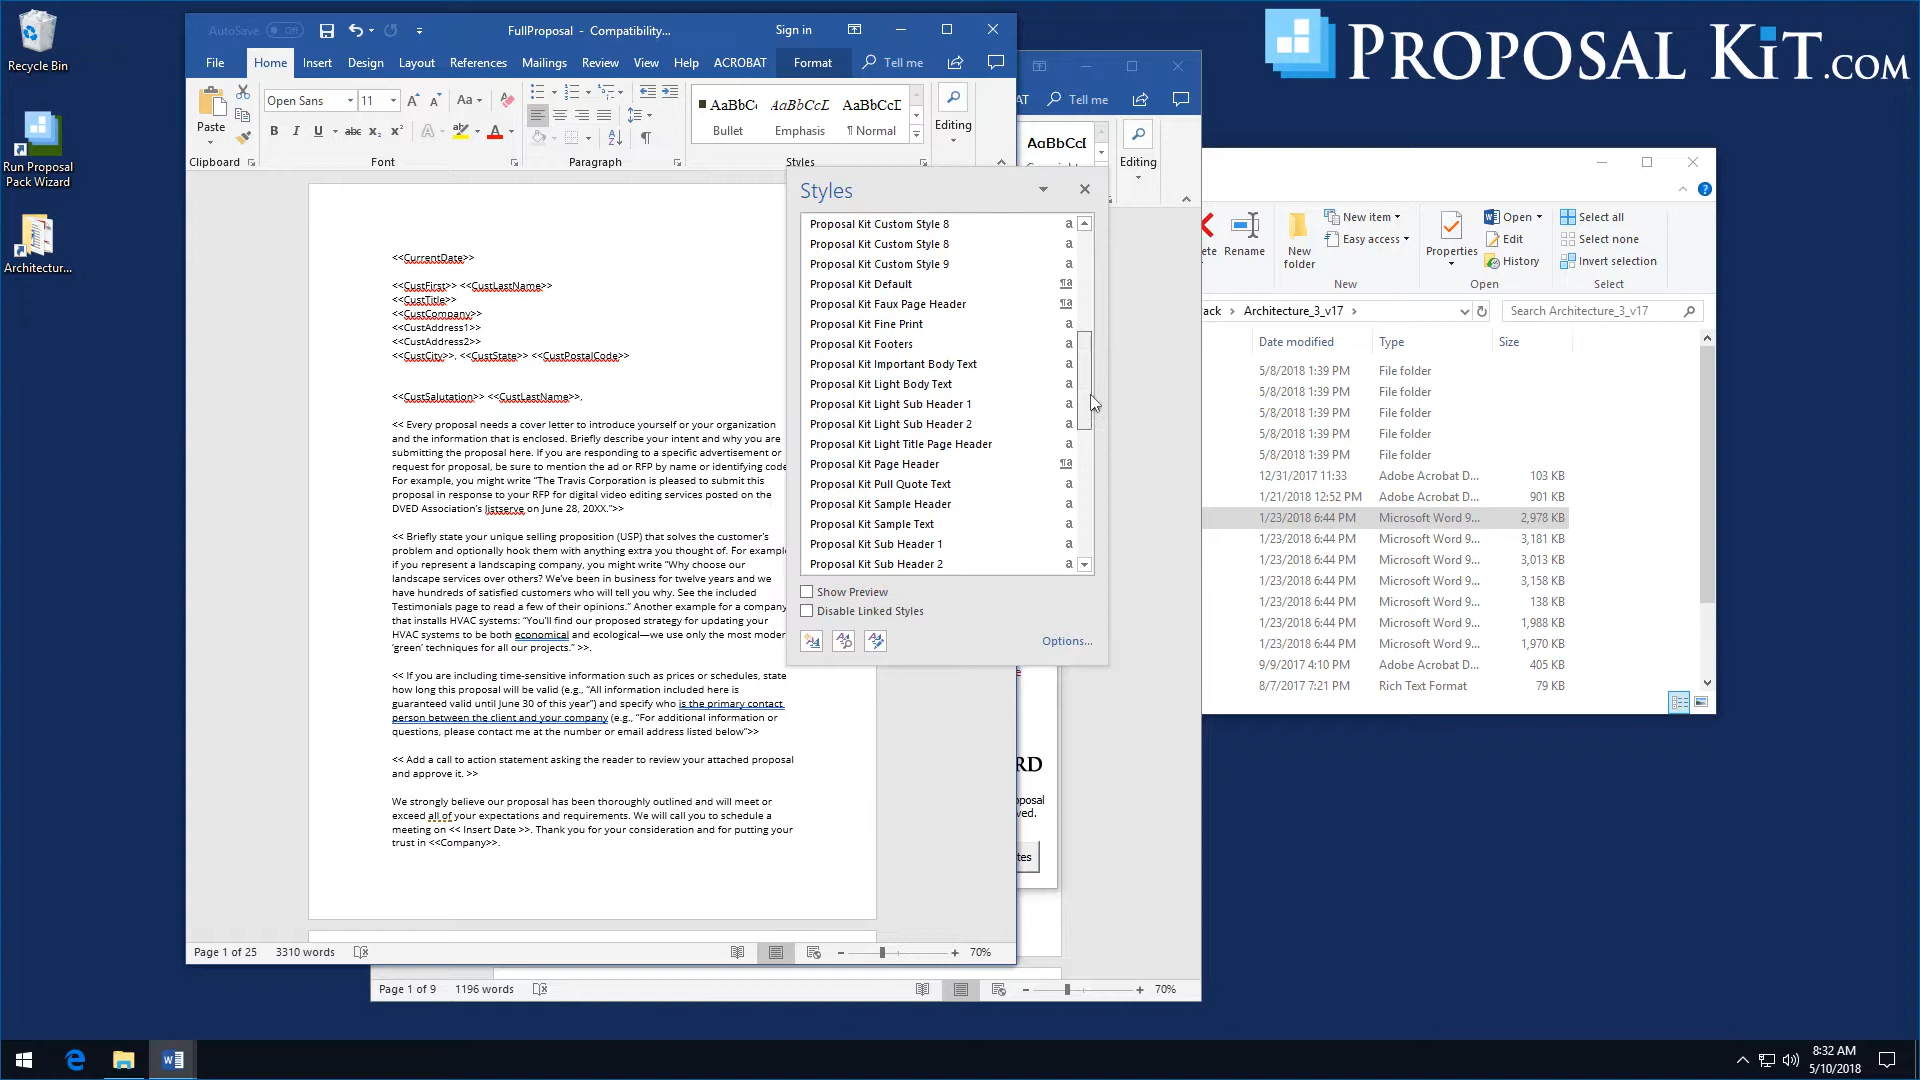 Recycle Bin
Run Proposal
Pack Wizard
Architectur...
AutoSave Off
FullProposal - Compatibility...
Sign in
File Home Insert Design Layout References Mailings Review View Help ACROBAT Format Tell me
Paste
Clipboard
Open Sans 11
Aa
B I U abc x₂ x²
Font
Paragraph
AaBbC AaBbCcD AaBbCcD
Bullet Emphasis ¶ Normal
Styles
Editing
AT Tell me
AaBbCcD
Editing
PROPOSAL KIT.COM
Styles
Proposal Kit Custom Style 8
Proposal Kit Custom Style 8
Proposal Kit Custom Style 9
Proposal Kit Default
Proposal Kit Faux Page Header
Proposal Kit Fine Print
Proposal Kit Footers
Proposal Kit Important Body Text
Proposal Kit Light Body Text
Proposal Kit Light Sub Header 1
Proposal Kit Light Sub Header 2
Proposal Kit Light Title Page Header
Proposal Kit Page Header
Proposal Kit Pull Quote Text
Proposal Kit Sample Header
Proposal Kit Sample Text
Proposal Kit Sub Header 1
Proposal Kit Sub Header 2
Show Preview
Disable Linked Styles
Options...
<<CurrentDate>>
<<CustFirst>> <<CustLastName>>
<<CustTitle>>
<<CustCompany>>
<<CustAddress1>>
<<CustAddress2>>
<<CustCity>>, <<CustState>> <<CustPostalCode>>
<<CustSalutation>> <<CustLastName>>,
<< Every proposal needs a cover letter to introduce yourself or your organization
and the information that is enclosed. Briefly describe your intent and why you are
submitting the proposal here. If you are responding to a specific advertisement or
request for proposal, be sure to mention the ad or RFP by name or identifying code
For example, you might write “The Travis Corporation is pleased to submit this
proposal in response to your RFP for digital video editing services posted on the
DVED Association’s listserve on June 28, 20XX.”>>
<< Briefly state your unique selling proposition (USP) that solves the customer’s
problem and optionally hook them with anything extra you thought of. For example
if you represent a landscaping company, you might write “Why choose our
landscape services over others? We’ve been in business for twelve years and we
have hundreds of satisfied customers who will tell you why. See the included
Testimonials page to read a few of their opinions.” Another example for a company
that installs HVAC systems: “You’ll find our proposed strategy for updating your
HVAC systems to be both economical and ecological—we use only the most moder
‘green’ techniques for all our projects.” >>.
<< If you are including time-sensitive information such as prices or schedules, state
how long this proposal will be valid (e.g., “All information included here is
guaranteed valid until June 30 of this year”) and specify who is the primary contact
person between the client and your company (e.g., “For additional information or
questions, please contact me at the number or email address listed below”>>
<< Add a call to action statement asking the reader to review your attached proposal
and approve it. >>
We strongly believe our proposal has been thoroughly outlined and will meet or
exceed all of your expectations and requirements. We will call you to schedule a
meeting on << Insert Date >>. Thank you for your consideration and for putting your
trust in <<Company>>.
Page 1 of 25 3310 words 70%
RD
oposal
ved.
tes
Page 1 of 9 1196 words 70%
ete Rename
New folder
New item
Easy access
New
Properties
Open
Edit
History
Open
Select all
Select none
Invert selection
Select
ack Architecture_3_v17
Search Architecture_3_v17
Date modified Type Size
5/8/2018 1:39 PM File folder
5/8/2018 1:39 PM File folder
5/8/2018 1:39 PM File folder
5/8/2018 1:39 PM File folder
5/8/2018 1:39 PM File folder
12/31/2017 11:33 Adobe Acrobat D... 103 KB
1/21/2018 12:52 PM Adobe Acrobat D... 901 KB
1/23/2018 6:44 PM Microsoft Word 9... 2,978 KB
1/23/2018 6:44 PM Microsoft Word 9... 3,181 KB
1/23/2018 6:44 PM Microsoft Word 9... 3,013 KB
1/23/2018 6:44 PM Microsoft Word 9... 3,158 KB
1/23/2018 6:44 PM Microsoft Word 9... 138 KB
1/23/2018 6:44 PM Microsoft Word 9... 1,988 KB
1/23/2018 6:44 PM Microsoft Word 9... 1,970 KB
9/9/2017 4:10 PM Adobe Acrobat D... 405 KB
8/7/2017 7:21 PM Rich Text Format 79 KB
8:32 AM
5/10/2018